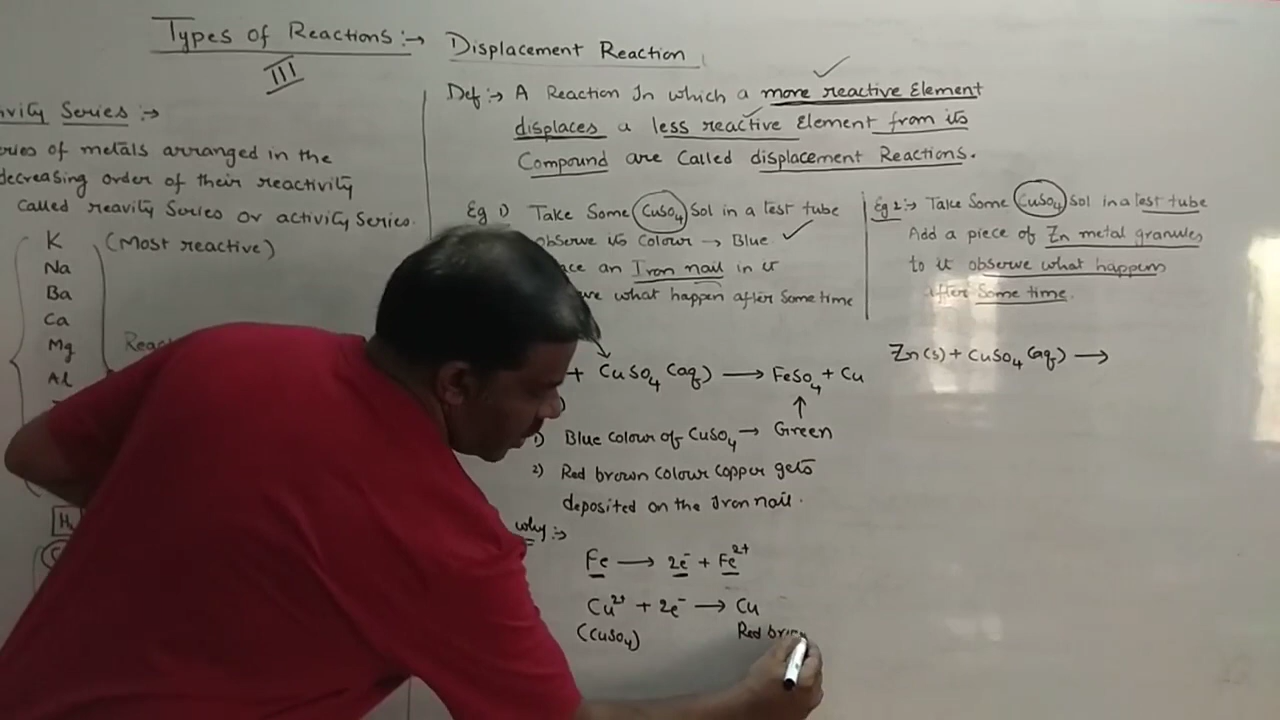 Types of Reactions :→ Displacement Reaction
III
Series :→
of metals arranged in the
decreasing order of their reactivity
called reavity Series or activity Series.
K (Most reactive)
Na
Ba
Ca
Mg
Al
Def :→ A Reaction In which a more reactive Element
displaces a less reactive Element from its
Compound are Called displacement Reactions.
Eg 1) Take Some CuSO4 Sol in a test tube
observe its Colour → Blue ✓
an Iron nail in it
what happen after Some time
+ CuSO4 (aq) ⟶ FeSO4 + Cu
↑
1) Blue Colour of CuSO4 → Green
2) Red brown Colour Copper gets
deposited on the Iron nail.
why :→
Fe ⟶ 2e⁻ + Fe²⁺
Cu²⁺ + 2e⁻ ⟶ Cu
(CuSO4) Red
Eg 2 :→ Take Some CuSO4 Sol in a test tube
Add a piece of Zn metal granules
to it observe what happen
after Some time.
Zn(s) + CuSO4 (aq) ⟶